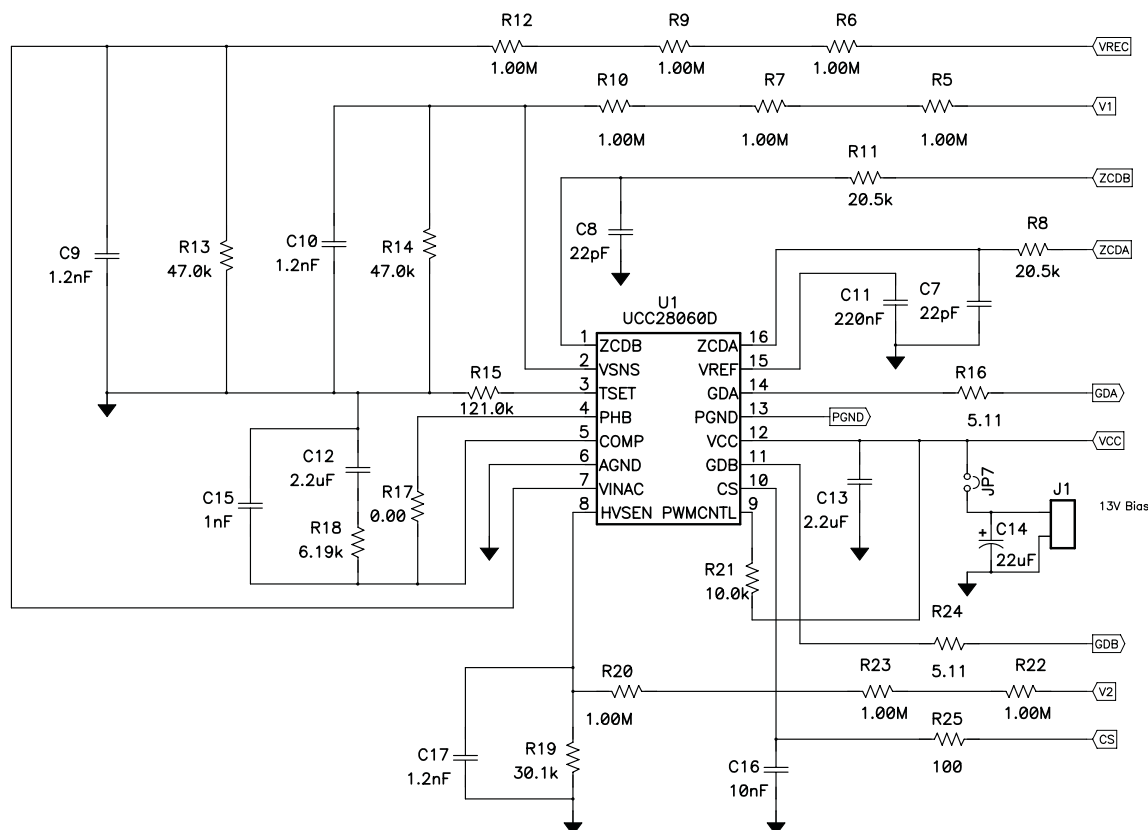 R12
R9
R6
1.00M
1.00M
1.00M
VREC
R10
R7
R5
1.00M
1.00M
1.00M
V1
R11
20.5k
ZCDB
R8
20.5k
ZCDA
C9
1.2nF
R13
47.0k
C10
1.2nF
R14
47.0k
C8
22pF
C11
220nF
C7
22pF
U1
UCC28060D
1
ZCDB
ZCDA
16
2
VSNS
VREF
15
3
TSET
GDA
14
4
PHB
PGND
13
5
COMP
VCC
12
6
AGND
GDB
11
7
VINAC
CS
10
8
HVSEN
PWMCNTL
9
R15
121.0k
R16
5.11
GDA
PGND
VCC
C12
2.2uF
C15
1nF
R17
0.00
R18
6.19k
C13
2.2uF
JP7
J1
13V Bias
+
C14
22uF
R21
10.0k
R24
5.11
GDB
R20
1.00M
R23
1.00M
R22
1.00M
V2
C17
1.2nF
R19
30.1k
C16
10nF
R25
100
CS